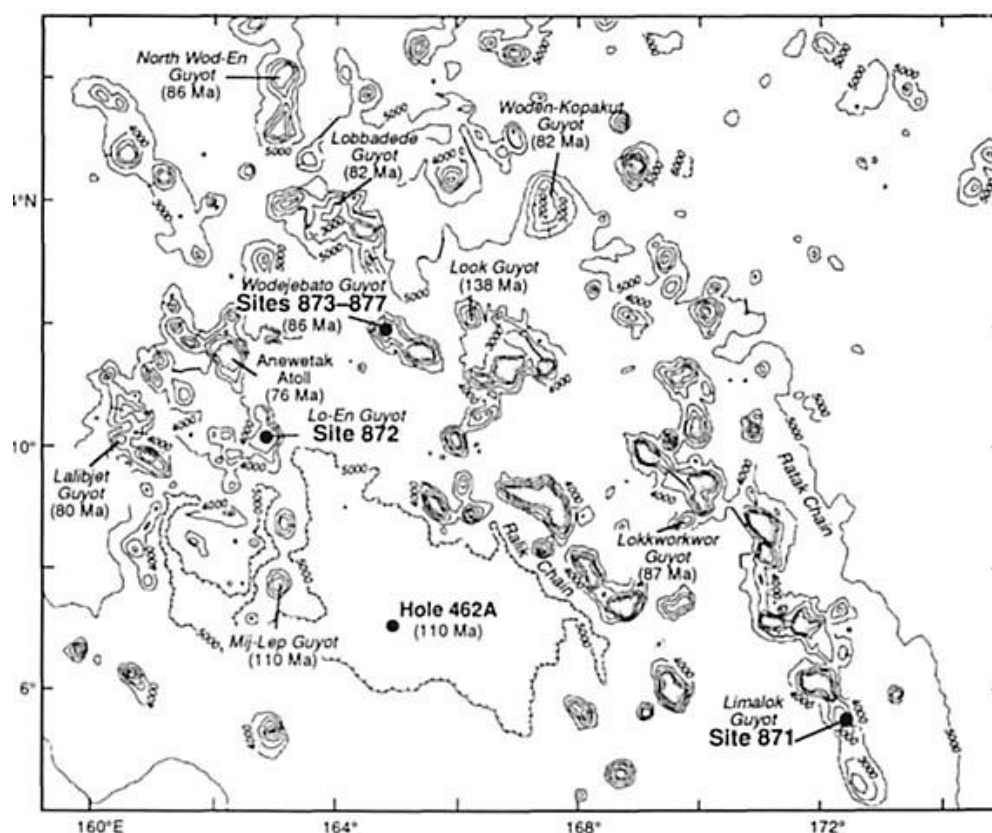 North Wod-En
Guyot
(86 Ma)
Woden-Kopakut
Guyot
(82 Ma)
Lobbadede
Guyot
(82 Ma)
Look Guyot
(138 Ma)
Wodejebato Guyot
Sites 873–877
(86 Ma)
Anewetak
Atoll
(76 Ma)
Lo-En Guyot
Site 872
Lalibjet
Guyot
(80 Ma)
Ratak Chain
Ralik Chain
Lokkworkwor
Guyot
(87 Ma)
Hole 462A
(110 Ma)
Mij-Lep Guyot
(110 Ma)
Limalok
Guyot
Site 871
4°N
10°
6°
160°E
164°
168°
172°
5000
4000
3000
2000